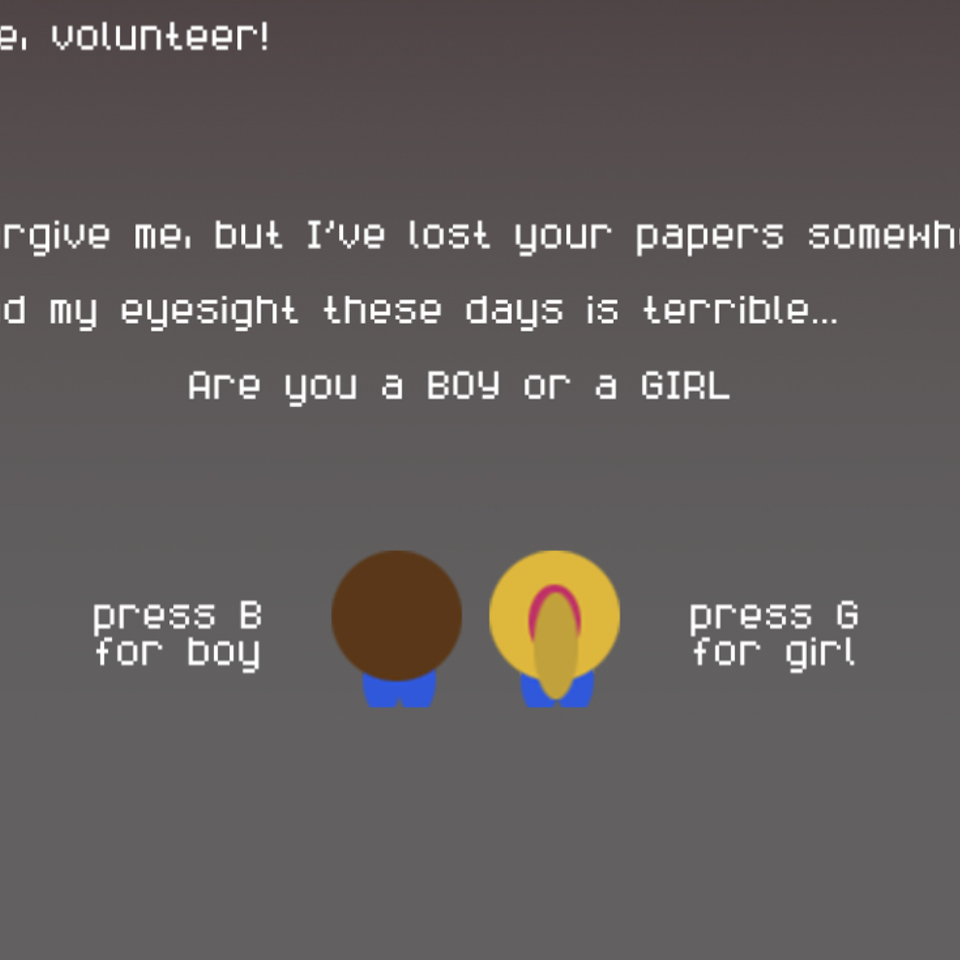 e, volunteer!
rgive me, but I've lost your papers somewh
d my eyesight these days is terrible...
Are you a BOY or a GIRL
press B
for boy
press G
for girl